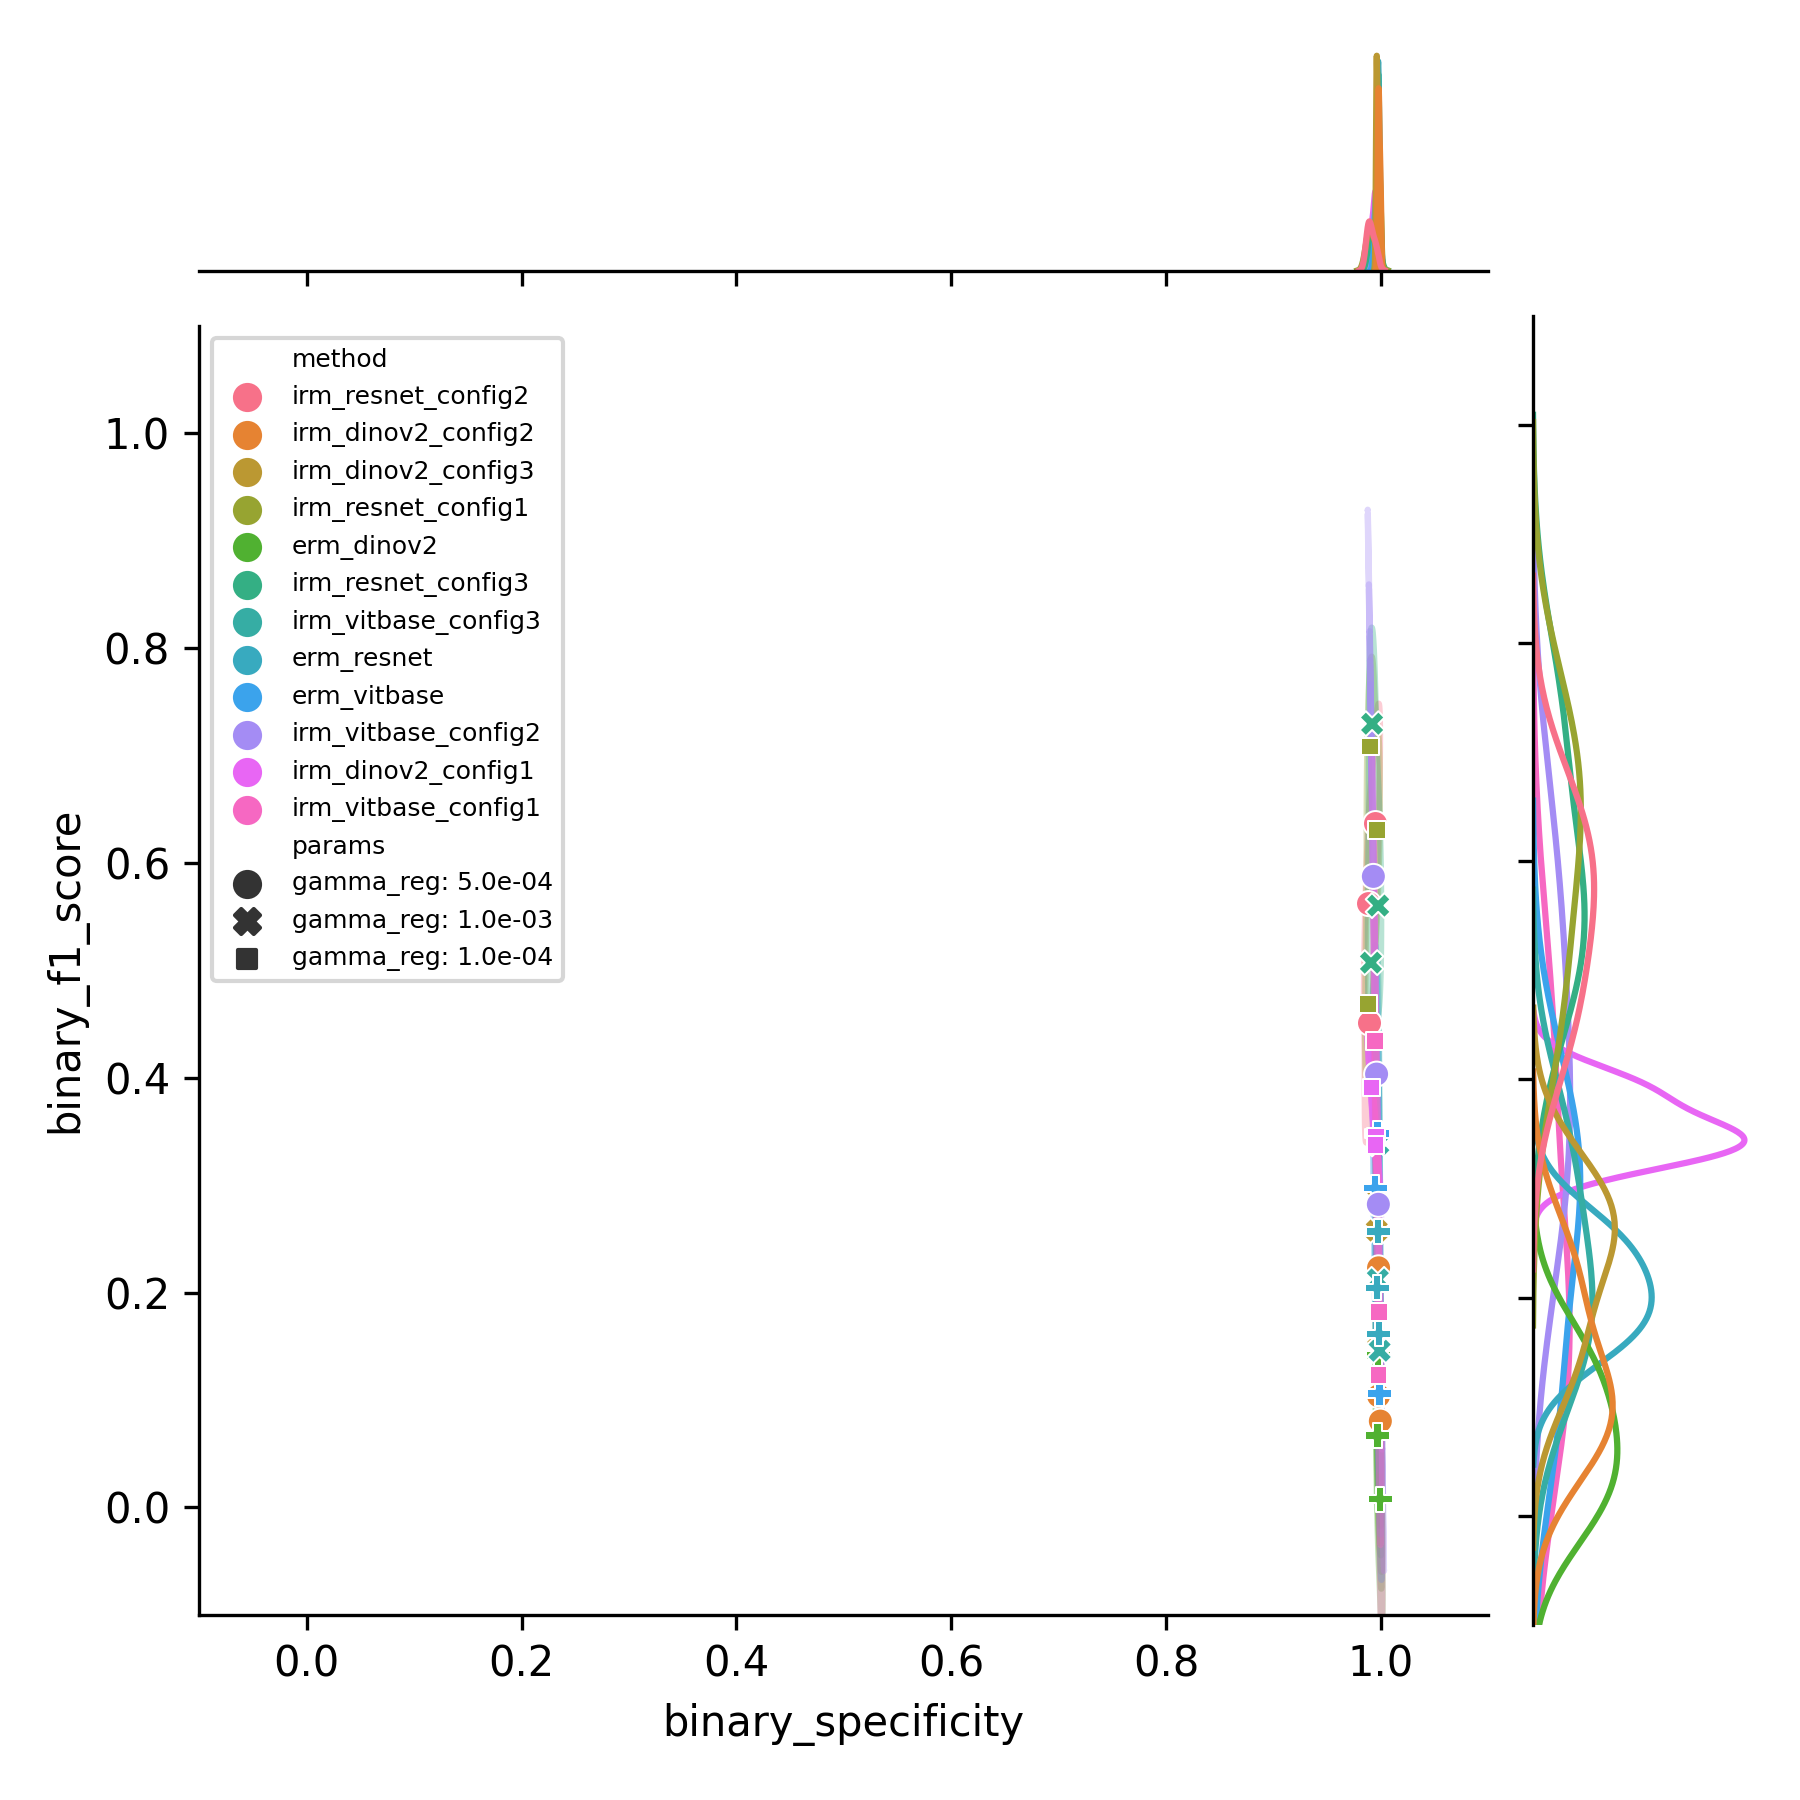 method
irm_resnet_config2
irm_dinov2_config2
irm_dinov2_config3
irm_resnet_config1
erm_dinov2
irm_resnet_config3
irm_vitbase_config3
erm_resnet
erm_vitbase
irm_vitbase_config2
irm_dinov2_config1
irm_vitbase_config1
params
gamma_reg: 5.0e-04
gamma_reg: 1.0e-03
gamma_reg: 1.0e-04
1.0
0.8
0.6
0.4
0.2
0.0
binary_f1_score
0.0 0.2 0.4 0.6 0.8 1.0
binary_specificity